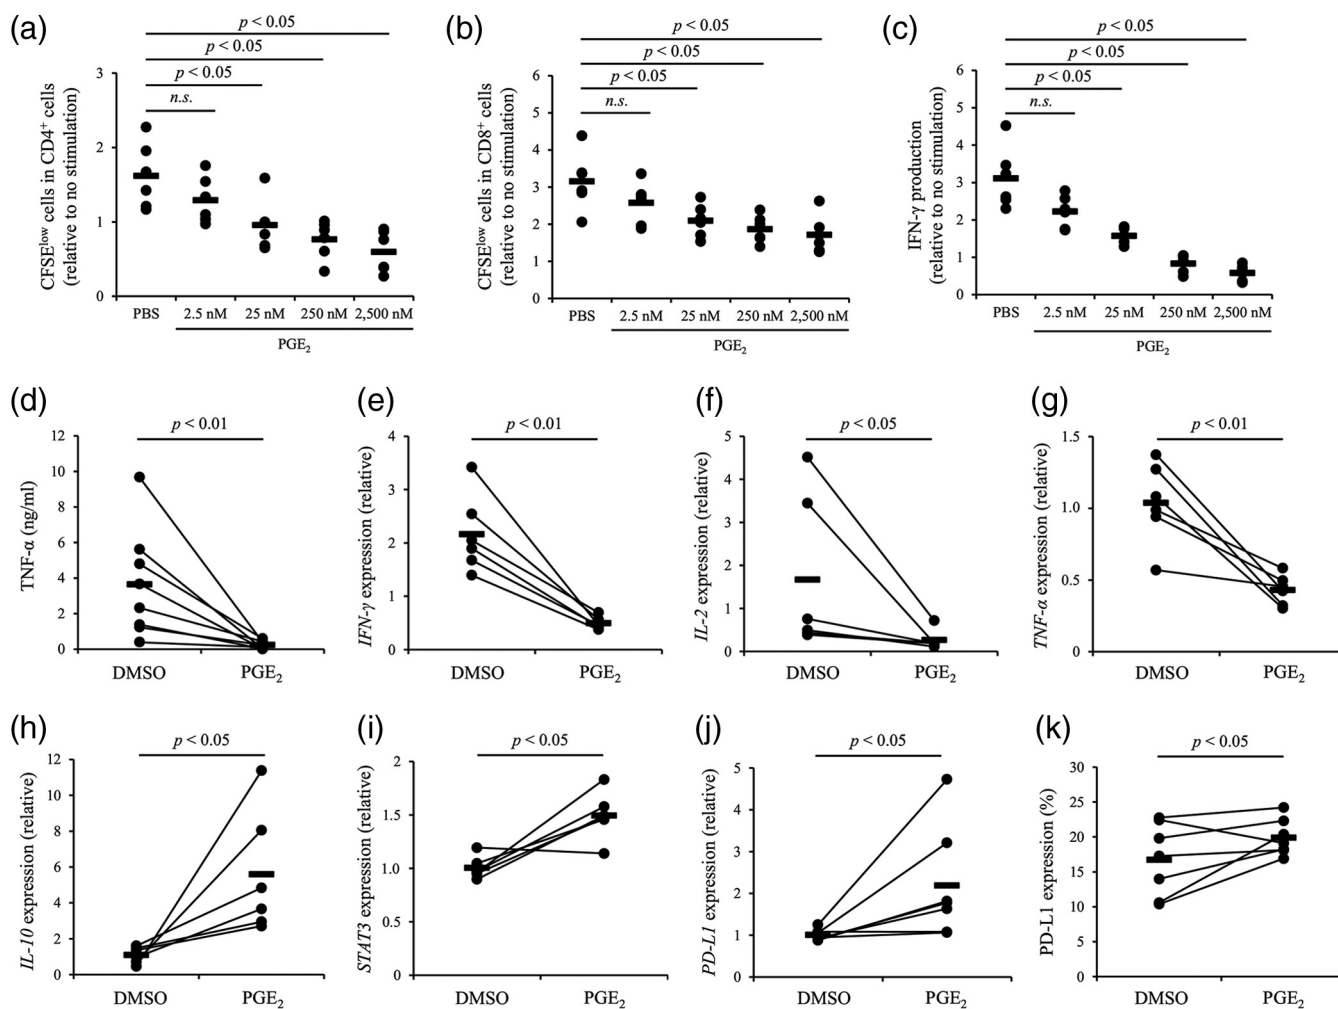 (a)
p < 0.05
p < 0.05
p < 0.05
n.s.
CFSElow cells in CD4+ cells
(relative to no stimulation)
3
2
1
0
PBS
2.5 nM
25 nM
250 nM
2,500 nM
PGE2
(b)
p < 0.05
p < 0.05
p < 0.05
n.s.
CFSElow cells in CD8+ cells
(relative to no stimulation)
6
5
4
3
2
1
0
PBS
2.5 nM
25 nM
250 nM
2,500 nM
PGE2
(c)
p < 0.05
p < 0.05
p < 0.05
n.s.
IFN-γ production
(relative to no stimulation)
6
5
4
3
2
1
0
PBS
2.5 nM
25 nM
250 nM
2,500 nM
PGE2
(d)
p < 0.01
TNF-α (ng/ml)
12
10
8
6
4
2
0
DMSO
PGE2
(e)
p < 0.01
IFN-γ expression (relative)
4
3
2
1
0
DMSO
PGE2
(f)
p < 0.05
IL-2 expression (relative)
5
4
3
2
1
0
DMSO
PGE2
(g)
p < 0.01
TNF-α expression (relative)
1.5
1.0
0.5
0
DMSO
PGE2
(h)
p < 0.05
IL-10 expression (relative)
12
10
8
6
4
2
0
DMSO
PGE2
(i)
p < 0.05
STAT3 expression (relative)
2
1.5
1.0
0.5
0
DMSO
PGE2
(j)
p < 0.05
PD-L1 expression (relative)
5
4
3
2
1
0
DMSO
PGE2
(k)
p < 0.05
PD-L1 expression (%)
30
25
20
15
10
5
0
DMSO
PGE2